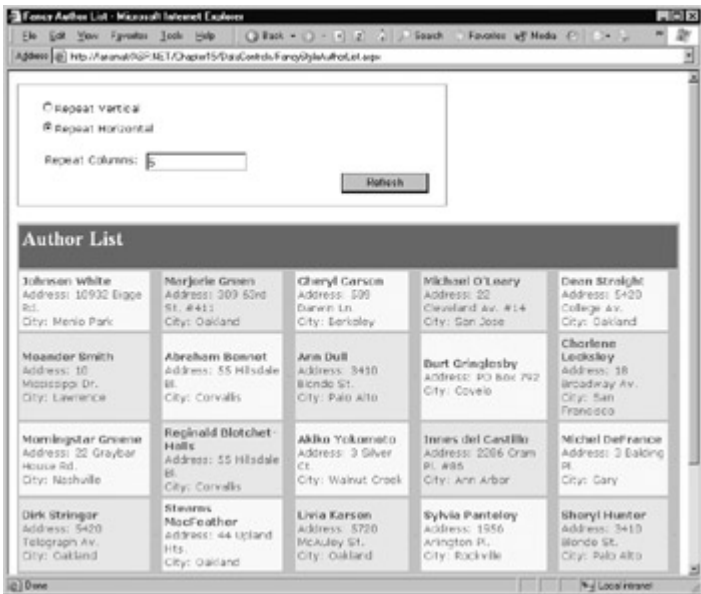 Fancy Author List - Microsoft Internet Explorer
File Edit View Favorites Tools Help Back Search Favorites Media
Address
Repeat Vertical
Repeat Horizontal
Repeat Columns: 5
Refresh
Author List
Johnson White
Address: 10932 Bigge
Rd.
City: Menlo Park
Marjorie Green
Address: 309 63rd
St. #411
City: Oakland
Cheryl Carson
Address: 589
Darwin Ln.
City: Berkeley
Michael O'Leary
Address: 22
Cleveland Av. #14
City: San Jose
Dean Straight
Address: 5420
College Av.
City: Oakland
Meander Smith
Address: 10
Mississippi Dr.
City: Lawrence
Abraham Bennet
Address: 55 Hillsdale
Bl.
City: Corvallis
Ann Dull
Address: 3410
Blonde St.
City: Palo Alto
Burt Gringlesby
Address: PO Box 792
City: Covelo
Charlene
Locksley
Address: 18
Broadway Av.
City: San
Francisco
Morningstar Greene
Address: 22 Graybar
House Rd.
City: Nashville
Reginald Blotchet-
Halls
Address: 55 Hillsdale
Bl.
City: Corvallis
Akiko Yokomoto
Address: 3 Silver
Ct.
City: Walnut Creek
Innes del Castillo
Address: 2286 Cram
Pl. #86
City: Ann Arbor
Michel DeFrance
Address: 3 Balding
Pl.
City: Gary
Dirk Stringer
Address: 5420
Telegraph Av.
City: Oakland
Stearns
MacFeather
Address: 44 Upland
Hts.
City: Oakland
Livia Karsen
Address: 5720
McAuley St.
City: Oakland
Sylvia Panteley
Address: 1956
Arlington Pl.
City: Rockville
Sheryl Hunter
Address: 3410
Blonde St.
City: Palo Alto
Done
Local intranet